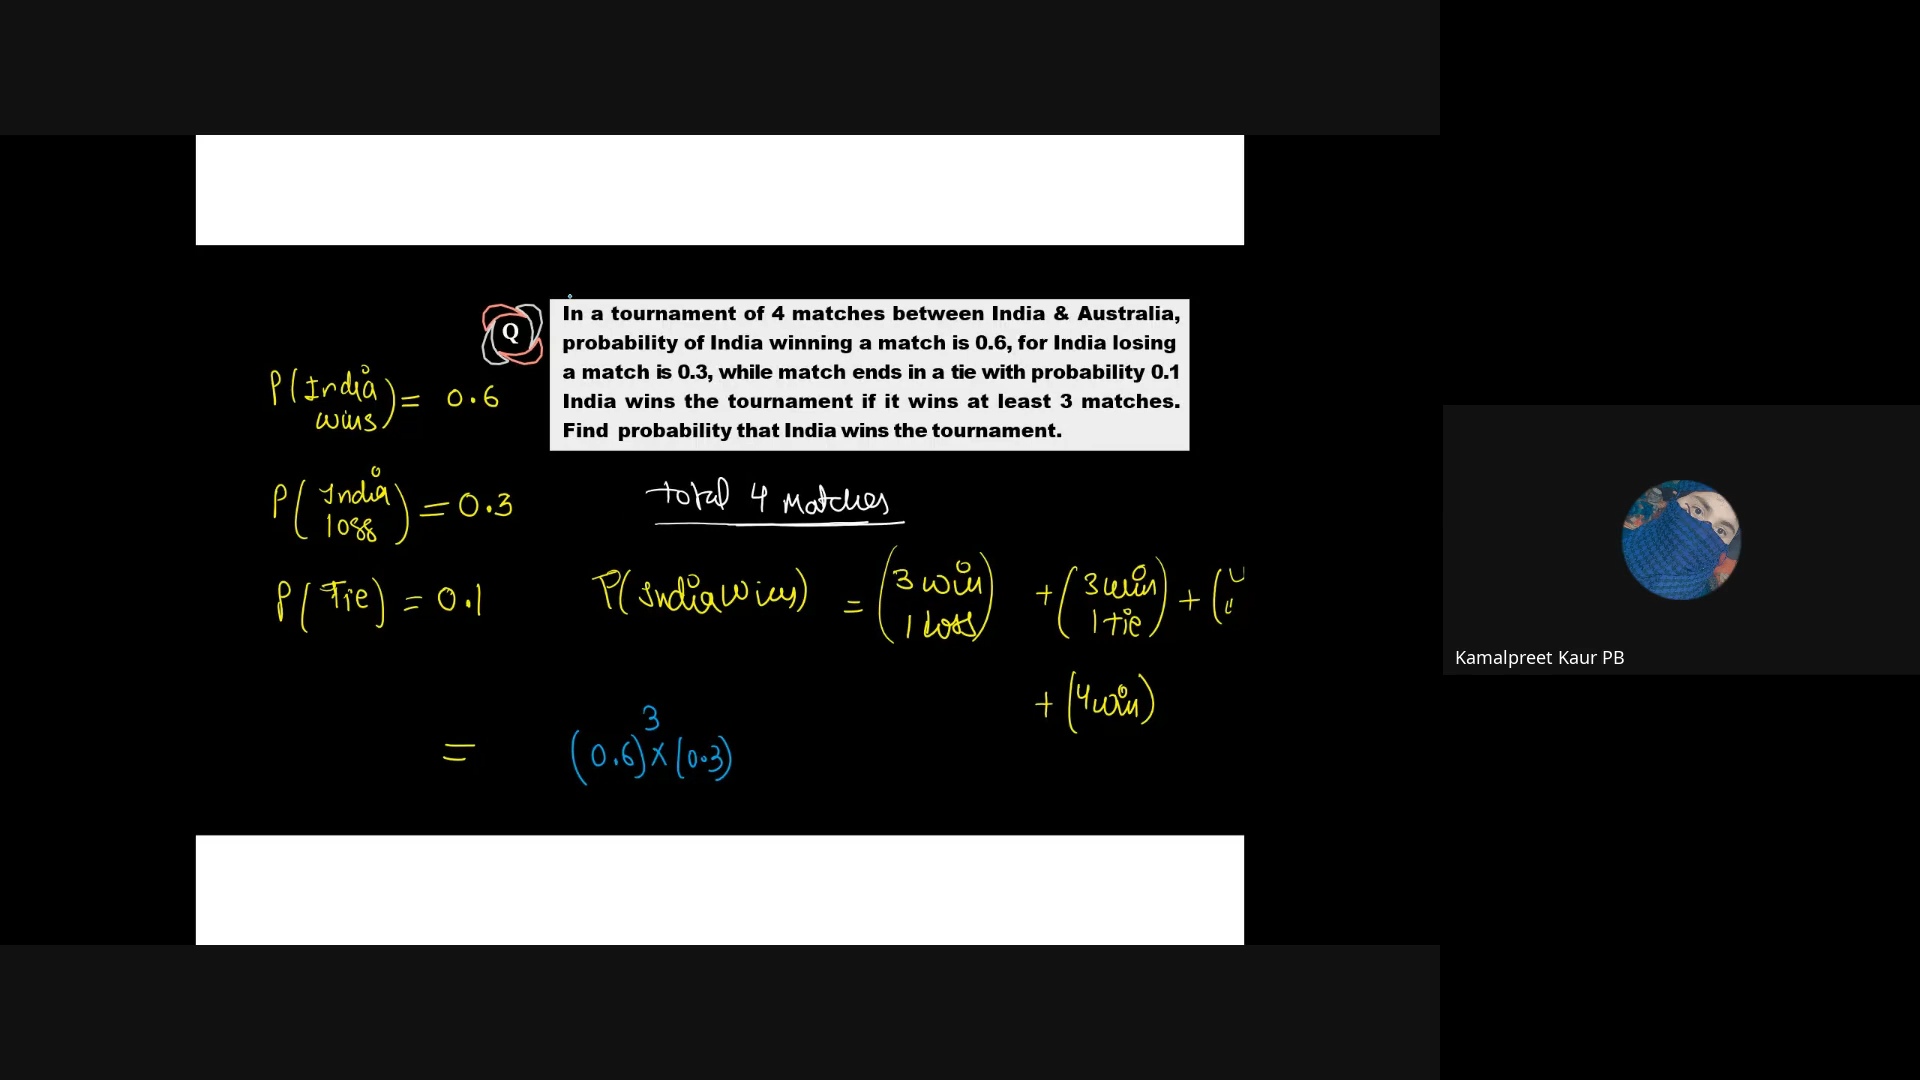 Q
In a tournament of 4 matches between India & Australia,
probability of India winning a match is 0.6, for India losing
a match is 0.3, while match ends in a tie with probability 0.1
India wins the tournament if it wins at least 3 matches.
Find probability that India wins the tournament.
P(India wins) = 0.6
P(India loss) = 0.3
P(Tie) = 0.1
total 4 matches
P(India wins) = (3 win 1 loss) + (3 win 1 tie) + (
+ (4 win)
= (0.6)^3 × (0.3)
Kamalpreet Kaur PB